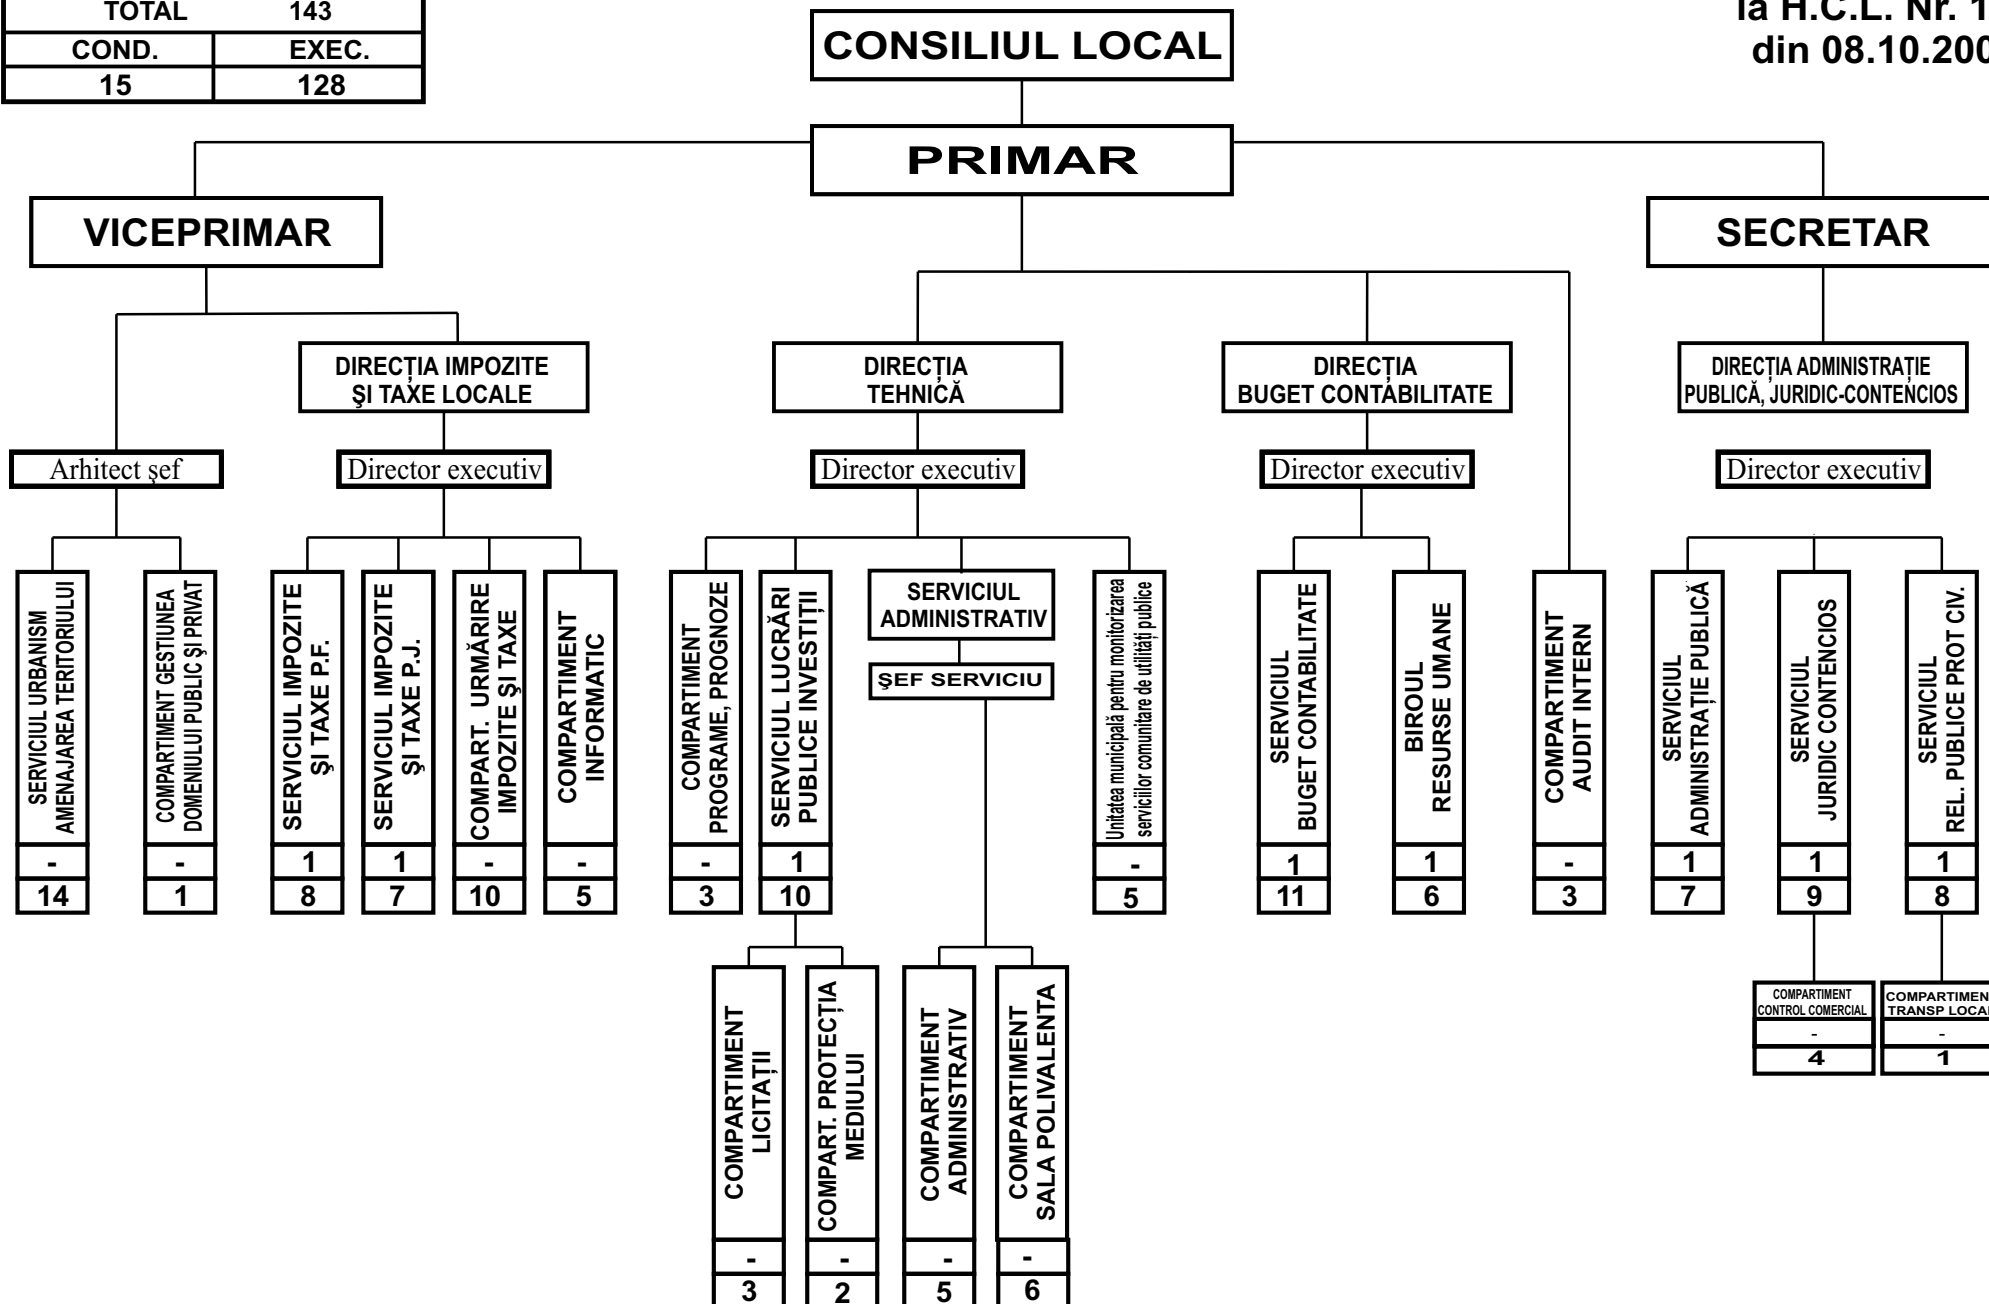 TOTAL 143
COND. EXEC.
15 128
la H.C.L. Nr. 1
din 08.10.200
CONSILIUL LOCAL
PRIMAR
VICEPRIMAR
SECRETAR
DIRECȚIA IMPOZITE
ŞI TAXE LOCALE
DIRECȚIA
TEHNICĂ
DIRECȚIA
BUGET CONTABILITATE
DIRECȚIA ADMINISTRAȚIE
PUBLICĂ, JURIDIC-CONTENCIOS
Arhitect şef
Director executiv
Director executiv
Director executiv
Director executiv
SERVICIUL URBANISM
AMENAJAREA TERITORIULUI
-
14
COMPARTIMENT GESTIUNEA
DOMENIULUI PUBLIC ŞI PRIVAT
-
1
SERVICIUL IMPOZITE
ŞI TAXE P.F.
1
8
SERVICIUL IMPOZITE
ŞI TAXE P.J.
1
7
COMPART. URMĂRIRE
IMPOZITE ŞI TAXE
-
10
COMPARTIMENT
INFORMATIC
-
5
COMPARTIMENT
PROGRAME, PROGNOZE
-
3
SERVICIUL LUCRĂRI
PUBLICE INVESTIȚII
1
10
SERVICIUL
ADMINISTRATIV
ŞEF SERVICIU
Unitatea municipală pentru monitorizarea
serviciilor comunitare de utilități publice
-
5
SERVICIUL
BUGET CONTABILITATE
1
11
BIROUL
RESURSE UMANE
1
6
COMPARTIMENT
AUDIT INTERN
-
3
SERVICIUL
ADMINISTRAȚIE PUBLICĂ
1
7
SERVICIUL
JURIDIC CONTENCIOS
1
9
SERVICIUL
REL. PUBLICE PROT CIV.
1
8
COMPARTIMENT
LICITAȚII
-
3
COMPART. PROTECȚIA
MEDIULUI
-
2
COMPARTIMENT
ADMINISTRATIV
-
5
COMPARTIMENT
SALA POLIVALENTA
-
6
COMPARTIMENT
CONTROL COMERCIAL
-
4
COMPARTIMEN
TRANSP LOCA
-
1